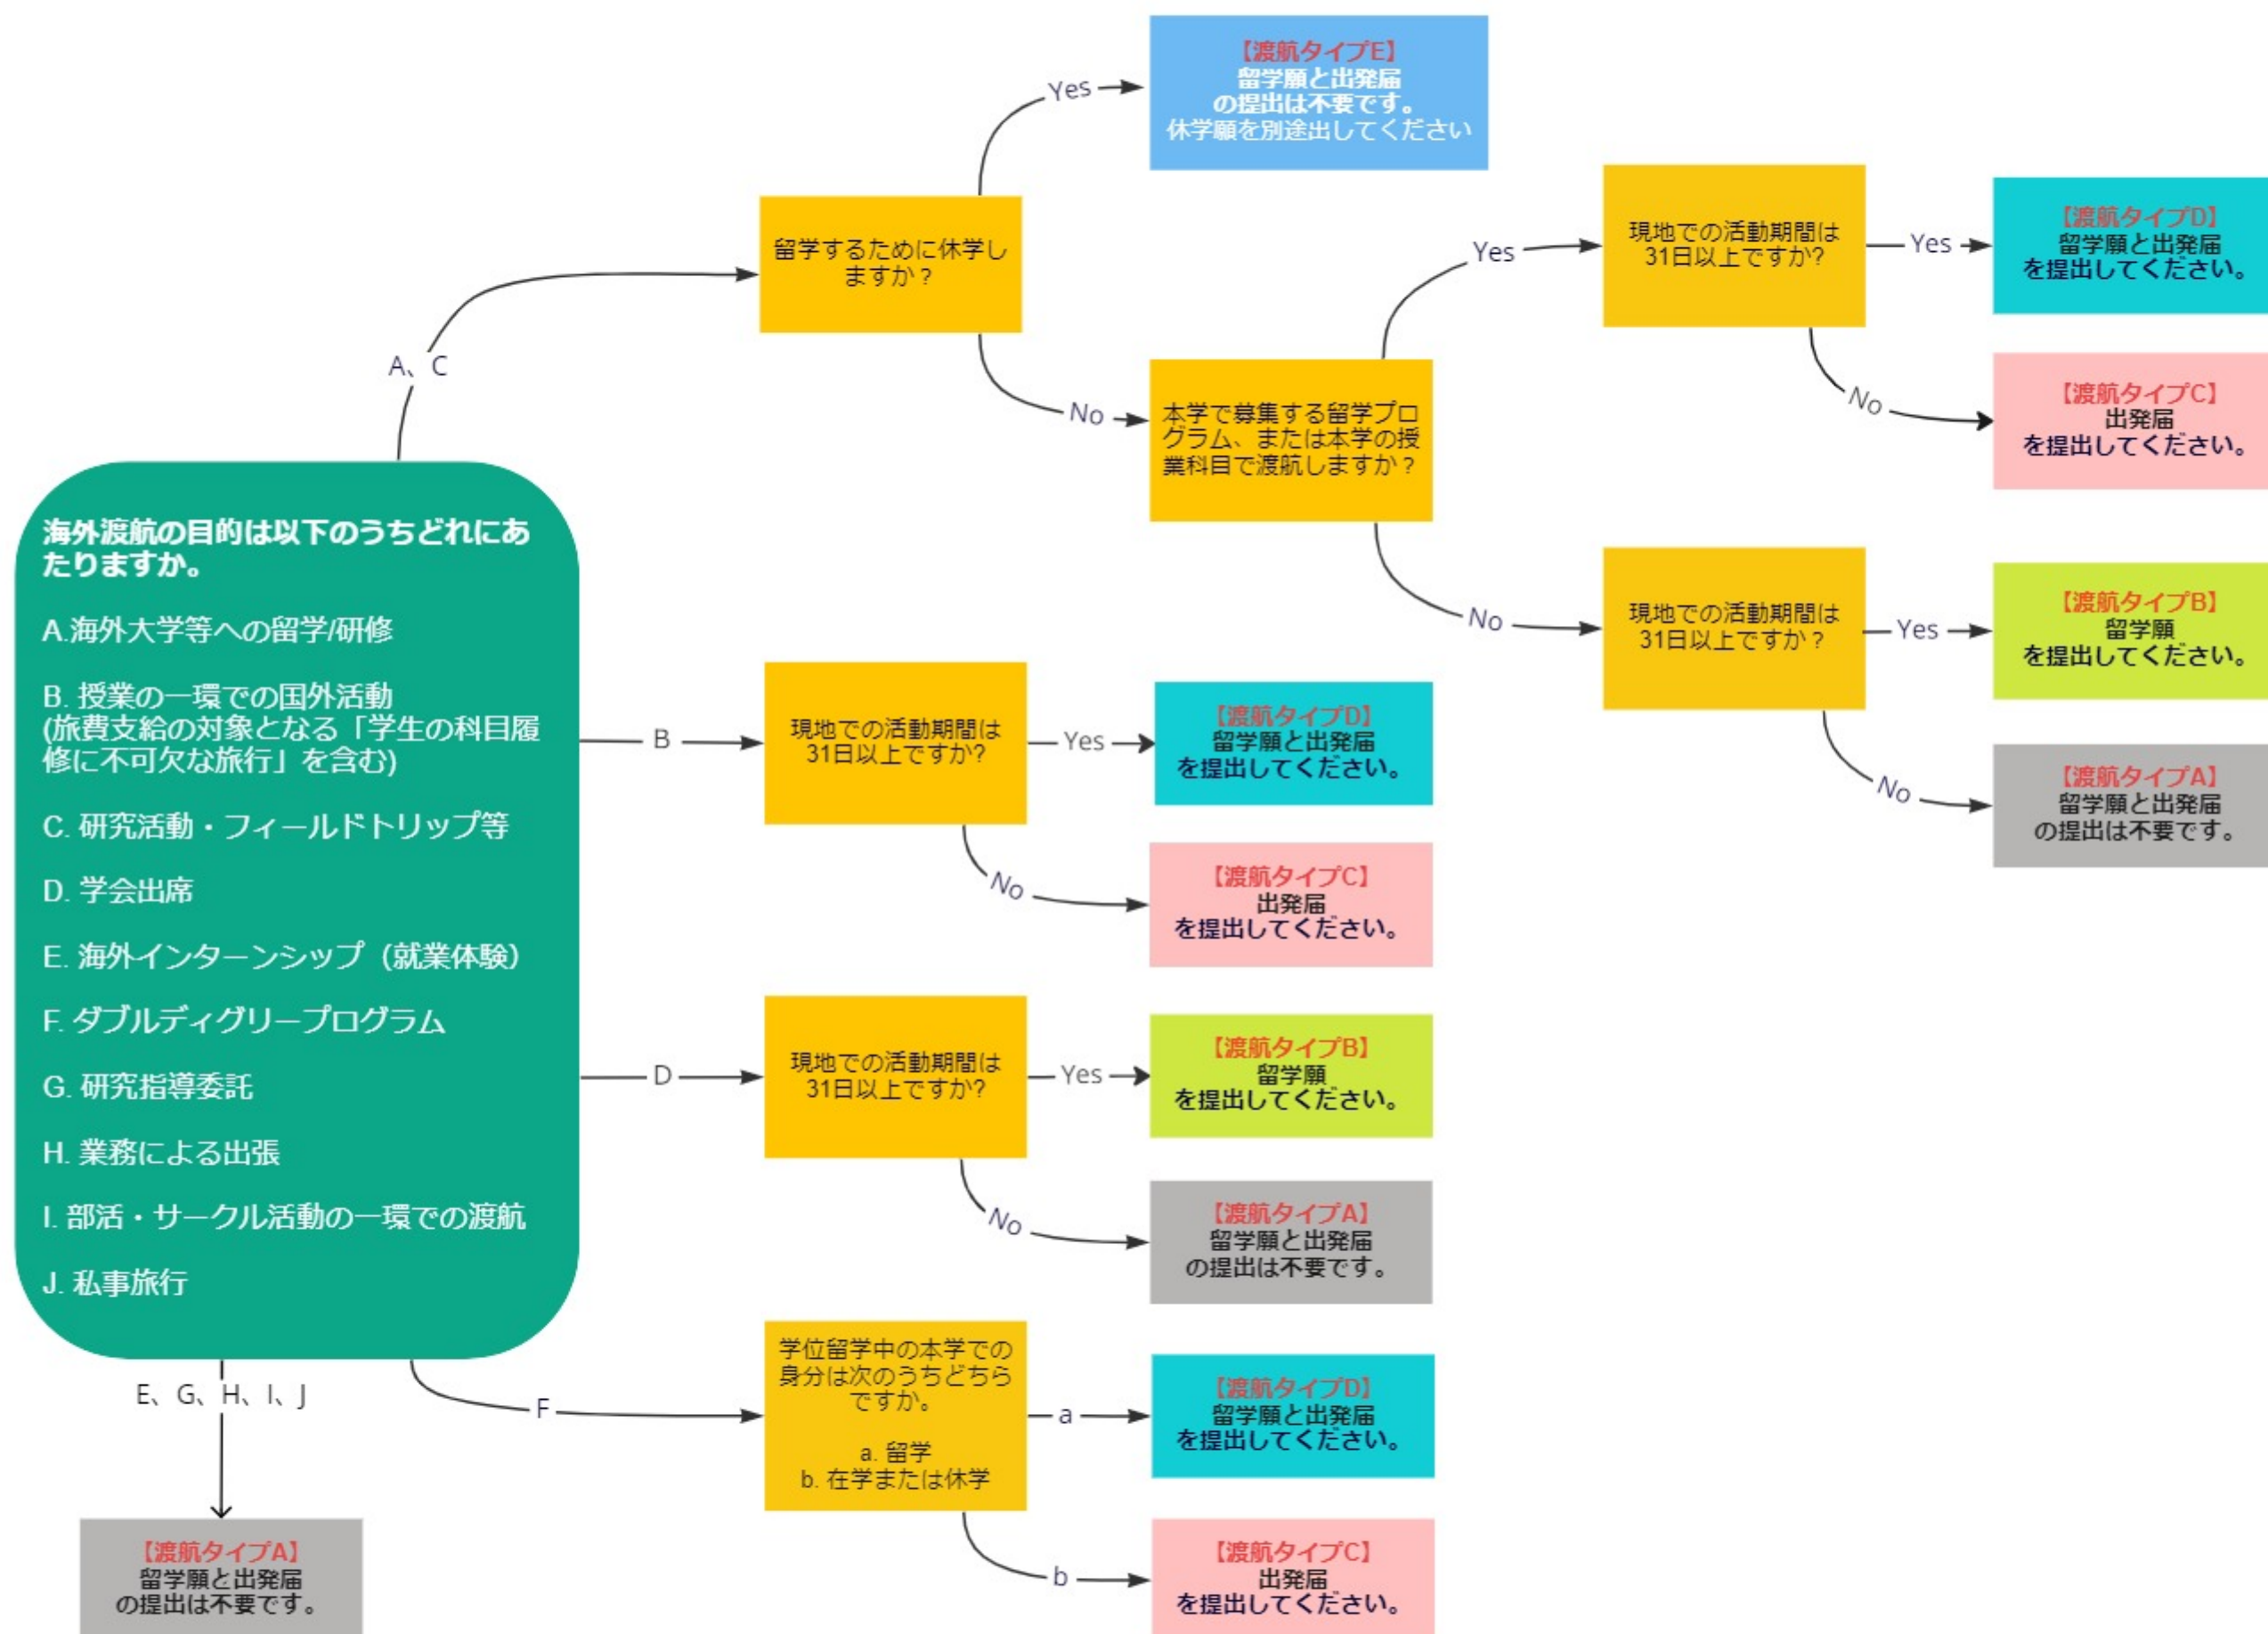 【渡航タイプE】
留学願と出発届
の提出は不要です。
休学願を別途出してください
Yes
留学するために休学し
ますか？
A、C
No
本学で募集する留学プロ
グラム、または本学の授
業科目で渡航しますか？
Yes
現地での活動期間は
31日以上ですか?
Yes
【渡航タイプD】
留学願と出発届
を提出してください。
No
【渡航タイプC】
出発届
を提出してください。
No
現地での活動期間は
31日以上ですか？
Yes
【渡航タイプB】
留学願
を提出してください。
No
【渡航タイプA】
留学願と出発届
の提出は不要です。
海外渡航の目的は以下のうちどれにあ
たりますか。
A.海外大学等への留学/研修
B. 授業の一環での国外活動
(旅費支給の対象となる「学生の科目履
修に不可欠な旅行」を含む)
C. 研究活動・フィールドトリップ等
D. 学会出席
E. 海外インターンシップ（就業体験）
F. ダブルディグリープログラム
G. 研究指導委託
H. 業務による出張
I. 部活・サークル活動の一環での渡航
J. 私事旅行
B
現地での活動期間は
31日以上ですか?
Yes
【渡航タイプD】
留学願と出発届
を提出してください。
No
【渡航タイプC】
出発届
を提出してください。
D
現地での活動期間は
31日以上ですか?
Yes
【渡航タイプB】
留学願
を提出してください。
No
【渡航タイプA】
留学願と出発届
の提出は不要です。
F
学位留学中の本学での
身分は次のうちどちら
ですか。
a. 留学
b. 在学または休学
a
【渡航タイプD】
留学願と出発届
を提出してください。
b
【渡航タイプC】
出発届
を提出してください。
E、G、H、I、J
【渡航タイプA】
留学願と出発届
の提出は不要です。